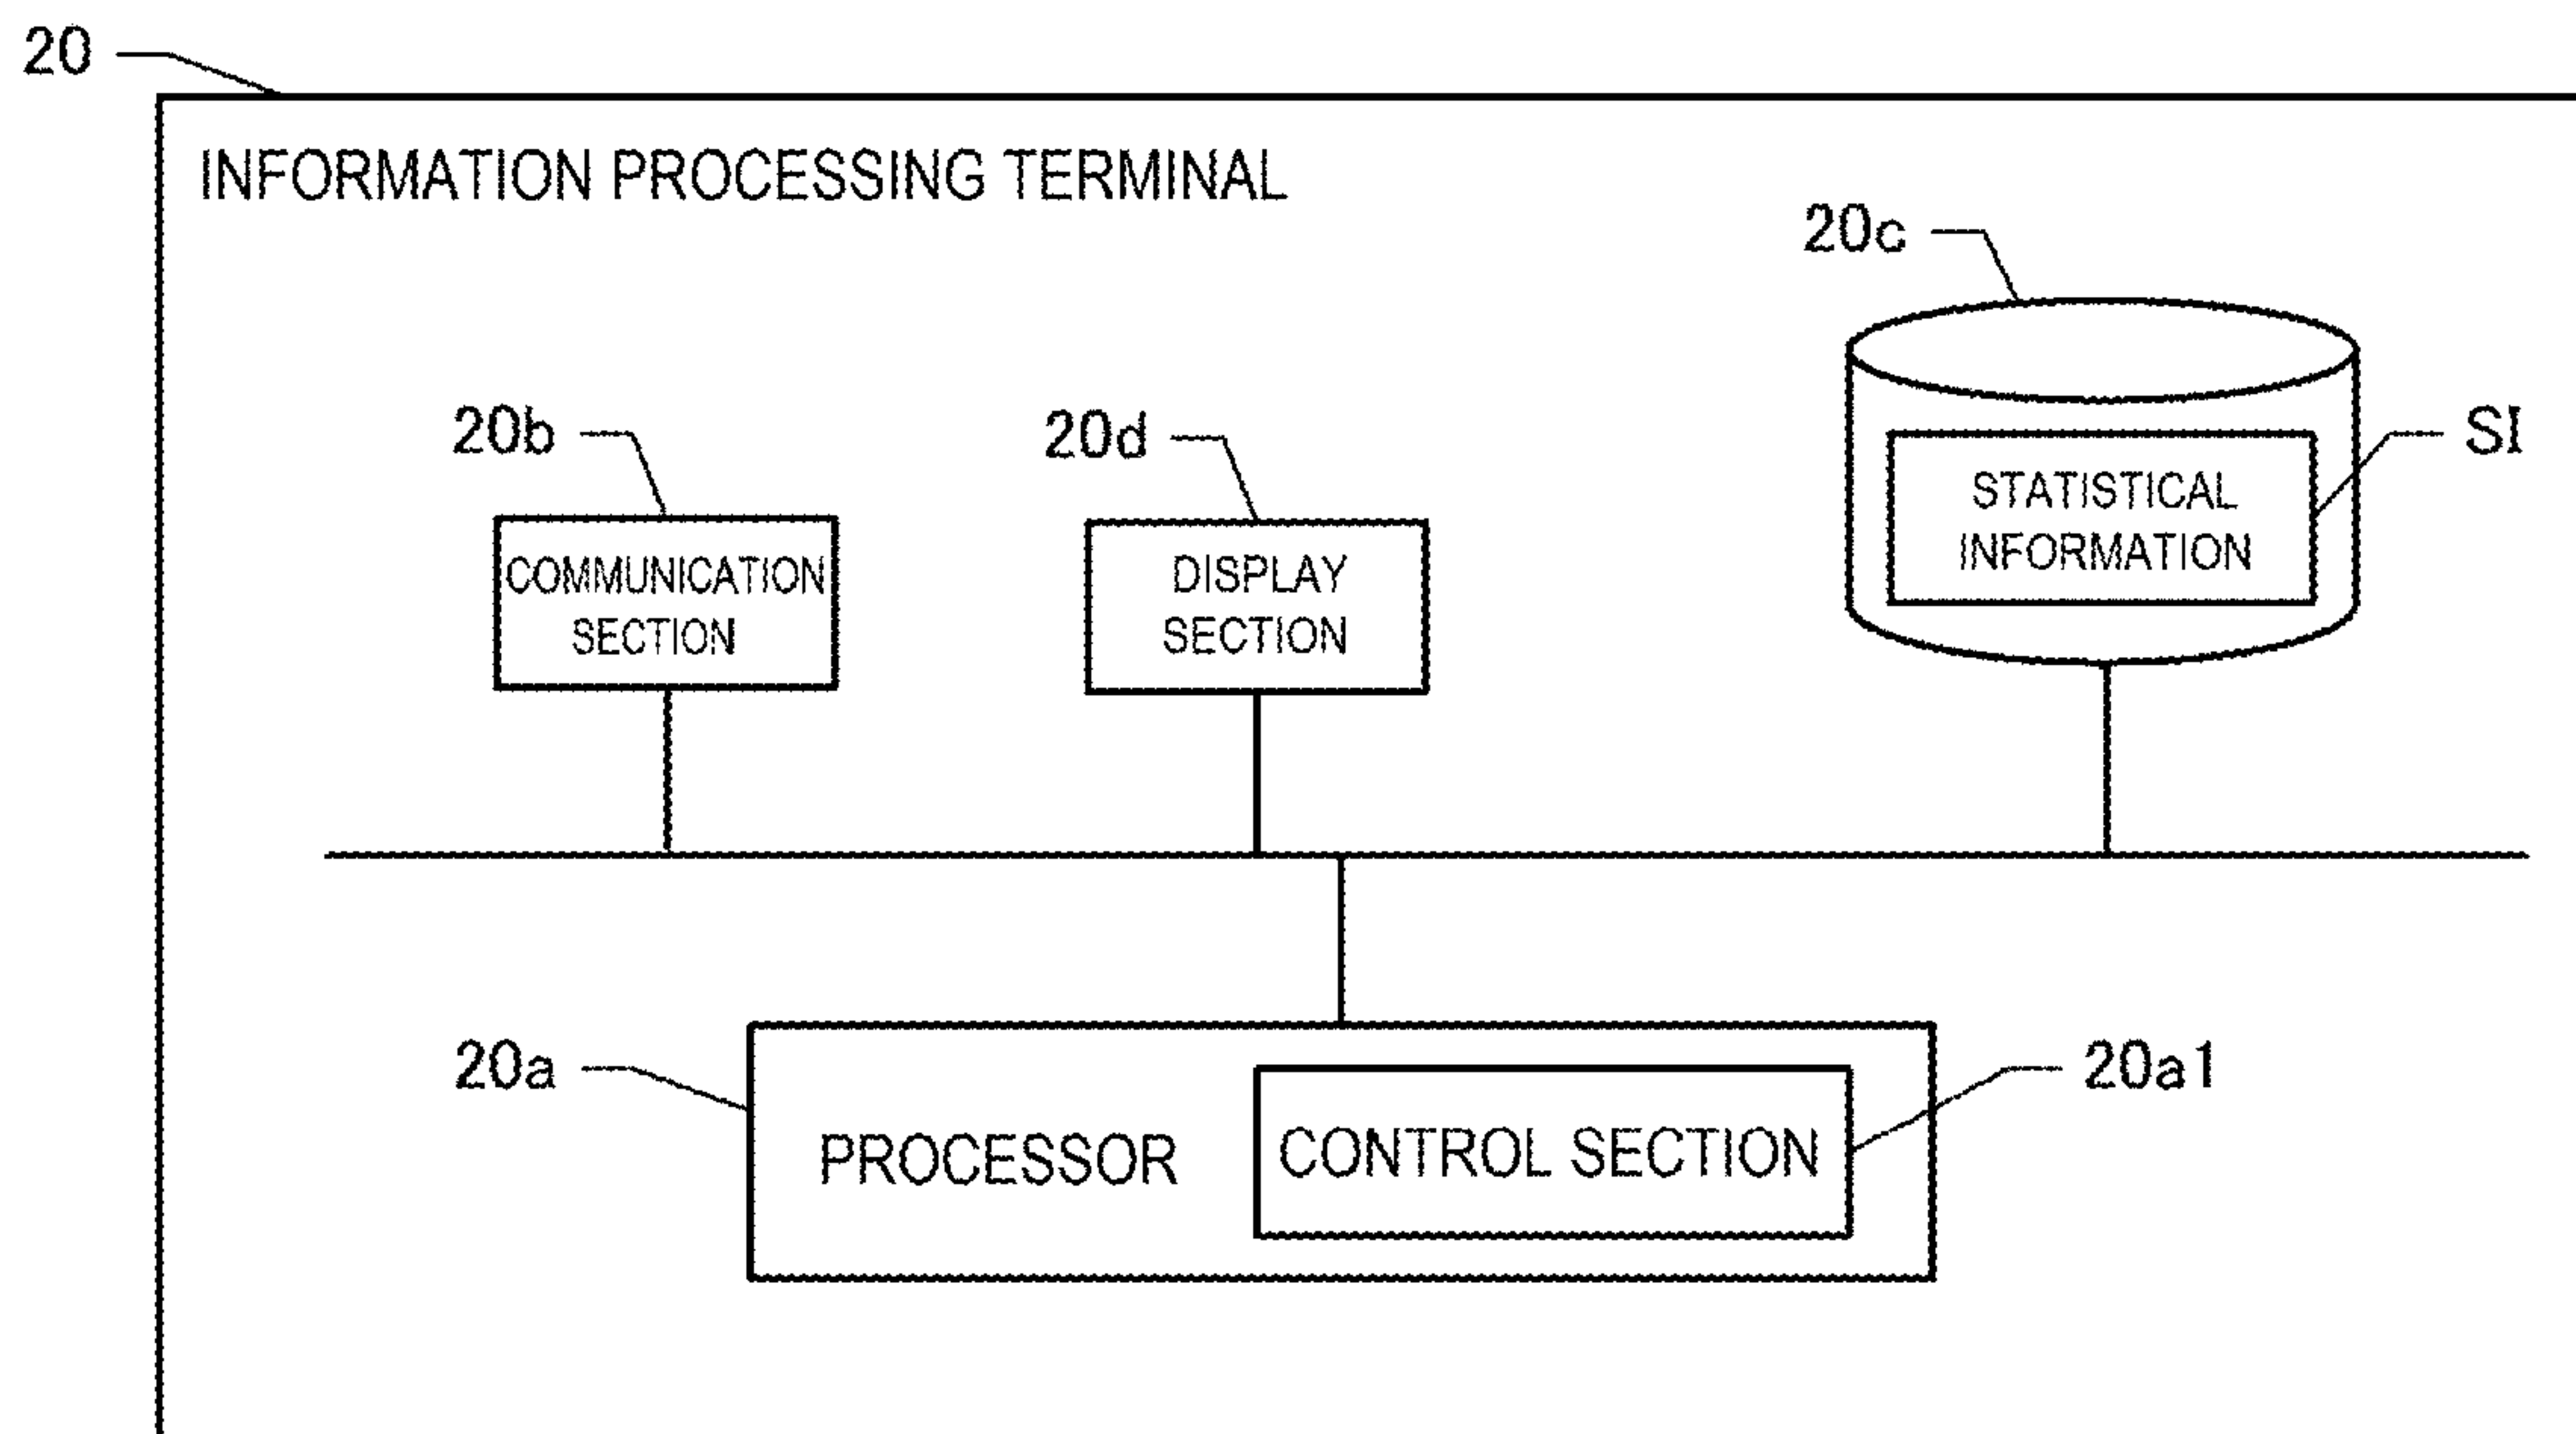 20
INFORMATION PROCESSING TERMINAL
20c
20b
20d
SI
STATISTICAL
INFORMATION
COMMUNICATION
SECTION
DISPLAY
SECTION
20a
20a1
PROCESSOR
CONTROL SECTION